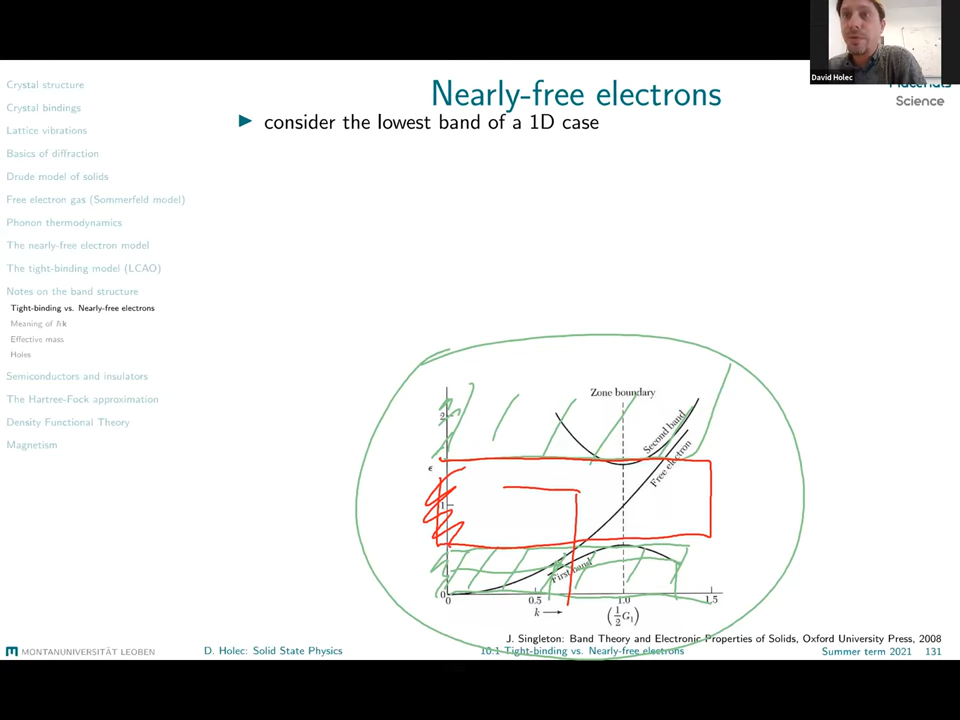 David Holec
Materials
Science
Nearly-free electrons
consider the lowest band of a 1D case
Crystal structure
Crystal bindings
Lattice vibrations
Basics of diffraction
Drude model of solids
Free electron gas (Sommerfeld model)
Phonon thermodynamics
The nearly-free electron model
The tight-binding model (LCAO)
Notes on the band structure
Tight-binding vs. Nearly-free electrons
Meaning of ℏk
Effective mass
Holes
Semiconductors and insulators
The Hartree-Fock approximation
Density Functional Theory
Magnetism
Zone boundary
Second band
Free electron
First band
ϵ
2
1
0
0 0.5 1.0 1.5
k ⟶
(½G₁)
J. Singleton: Band Theory and Electronic Properties of Solids, Oxford University Press, 2008
MONTANUNIVERSITÄT LEOBEN D. Holec: Solid State Physics 10.1 Tight-binding vs. Nearly-free electrons Summer term 2021 131